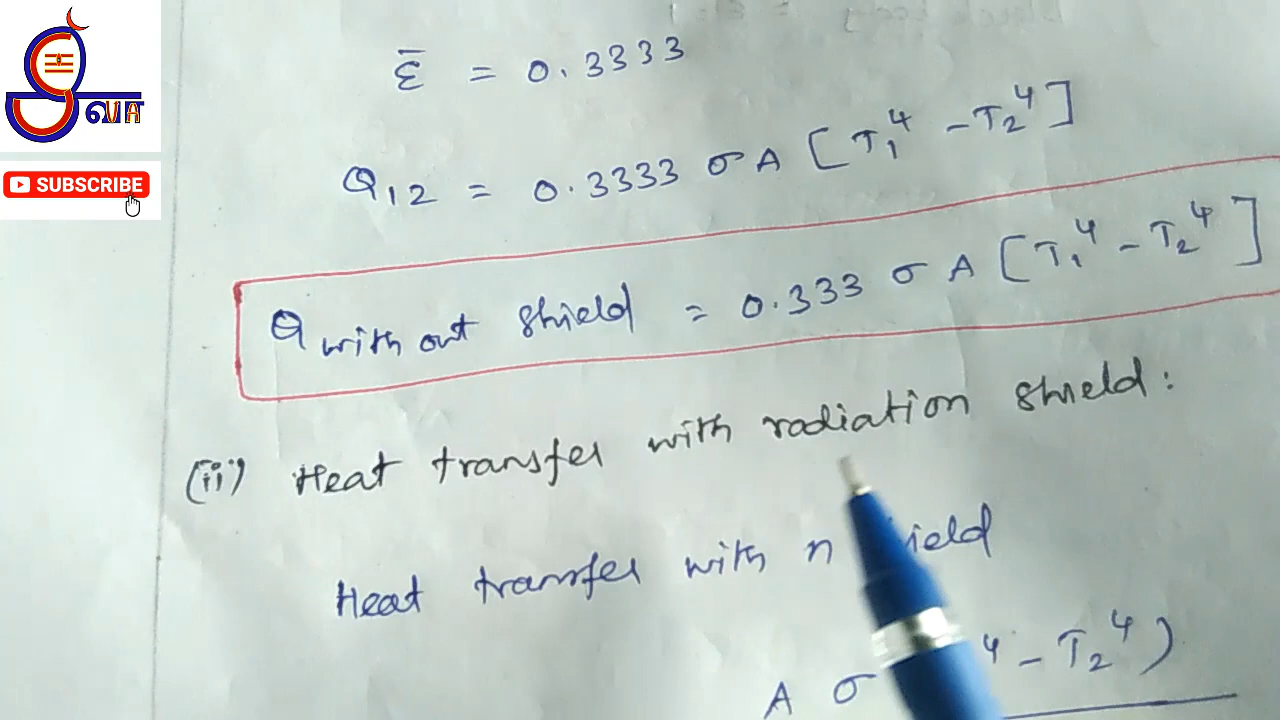 SUBSCRIBE
ε̄ = 0.3333
Q12 = 0.3333 σ A [T₁⁴ - T₂⁴]
Q without shield = 0.333 σ A [T₁⁴ - T₂⁴]
(ii) Heat transfer with radiation shield:
Heat transfer with n
A σ ⁴ - T₂⁴)